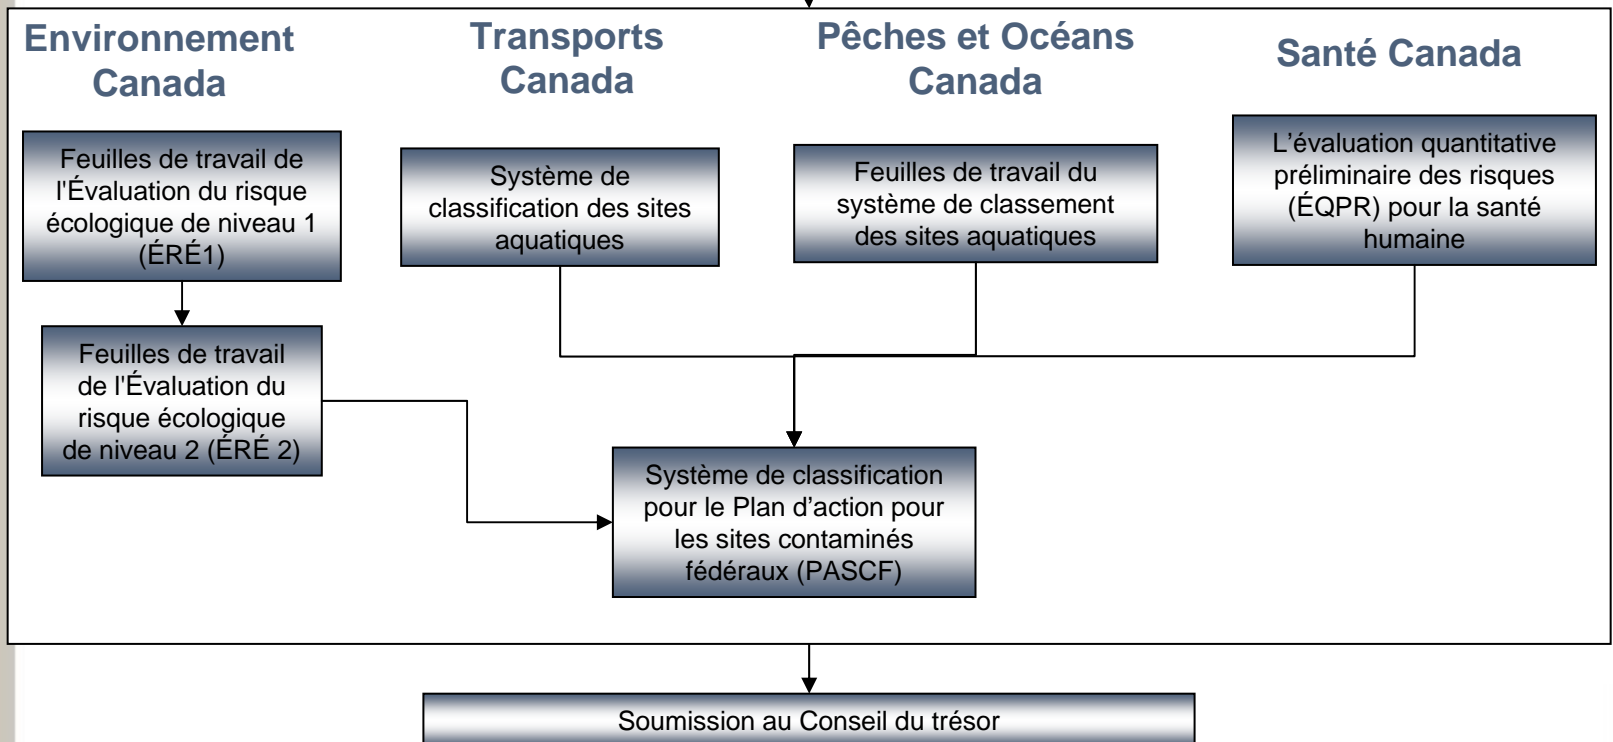 Environnement
Canada
Transports
Canada
Pêches et Océans
Canada
Santé Canada
Feuilles de travail de
l'Évaluation du risque
écologique de niveau 1
(ÉRÉ1)
Système de
classification des sites
aquatiques
Feuilles de travail du
système de classement
des sites aquatiques
L’évaluation quantitative
préliminaire des risques
(ÉQPR) pour la santé
humaine
Feuilles de travail
de l'Évaluation du
risque écologique
de niveau 2 (ÉRÉ 2)
Système de classification
pour le Plan d’action pour
les sites contaminés
fédéraux (PASCF)
Soumission au Conseil du trésor